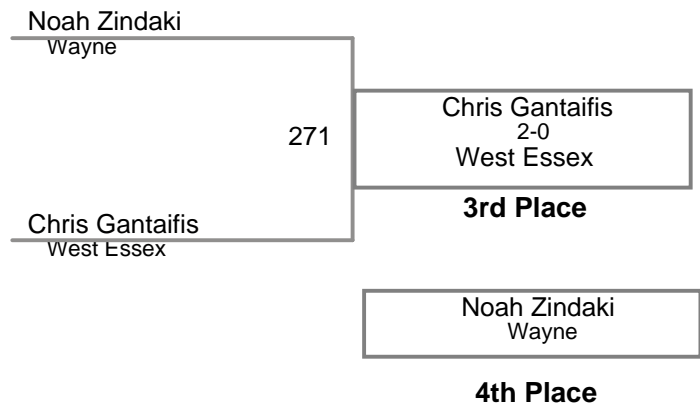 Noah Zindaki
Wayne
271
Chris Gantaifis
2-0
West Essex
3rd Place
Chris Gantaifis
West Essex
Noah Zindaki
Wayne
4th Place